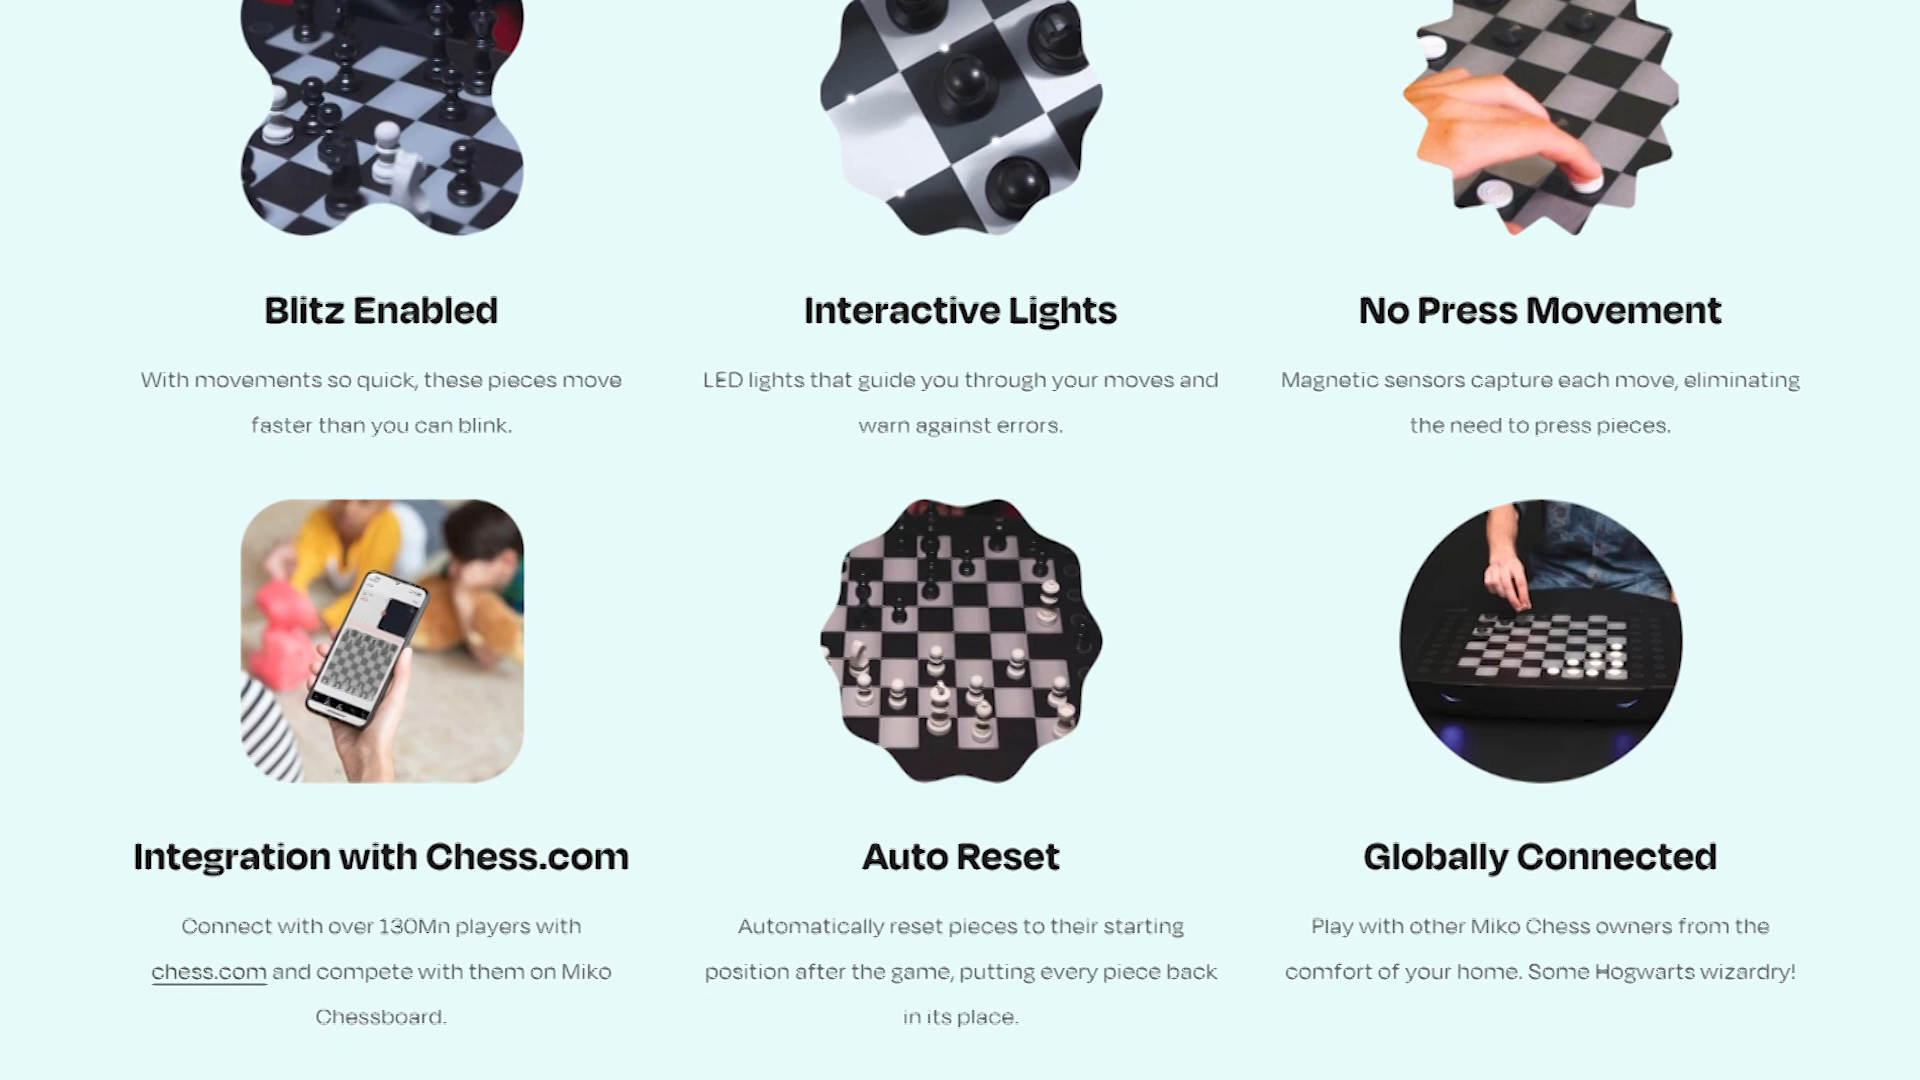 Blitz Enabled
With movements so quick, these pieces move
faster than you can blink.
Interactive Lights
LED lights that guide you through your moves and
warn against errors.
No Press Movement
Magnetic sensors capture each move, eliminating
the need to press pieces.
Integration with Chess.com
Connect with over 130Mn players with
chess.com and compete with them on Miko
Chessboard.
Auto Reset
Automatically reset pieces to their starting
position after the game, putting every piece back
in its place.
Globally Connected
Play with other Miko Chess owners from the
comfort of your home. Some Hogwarts wizardry!